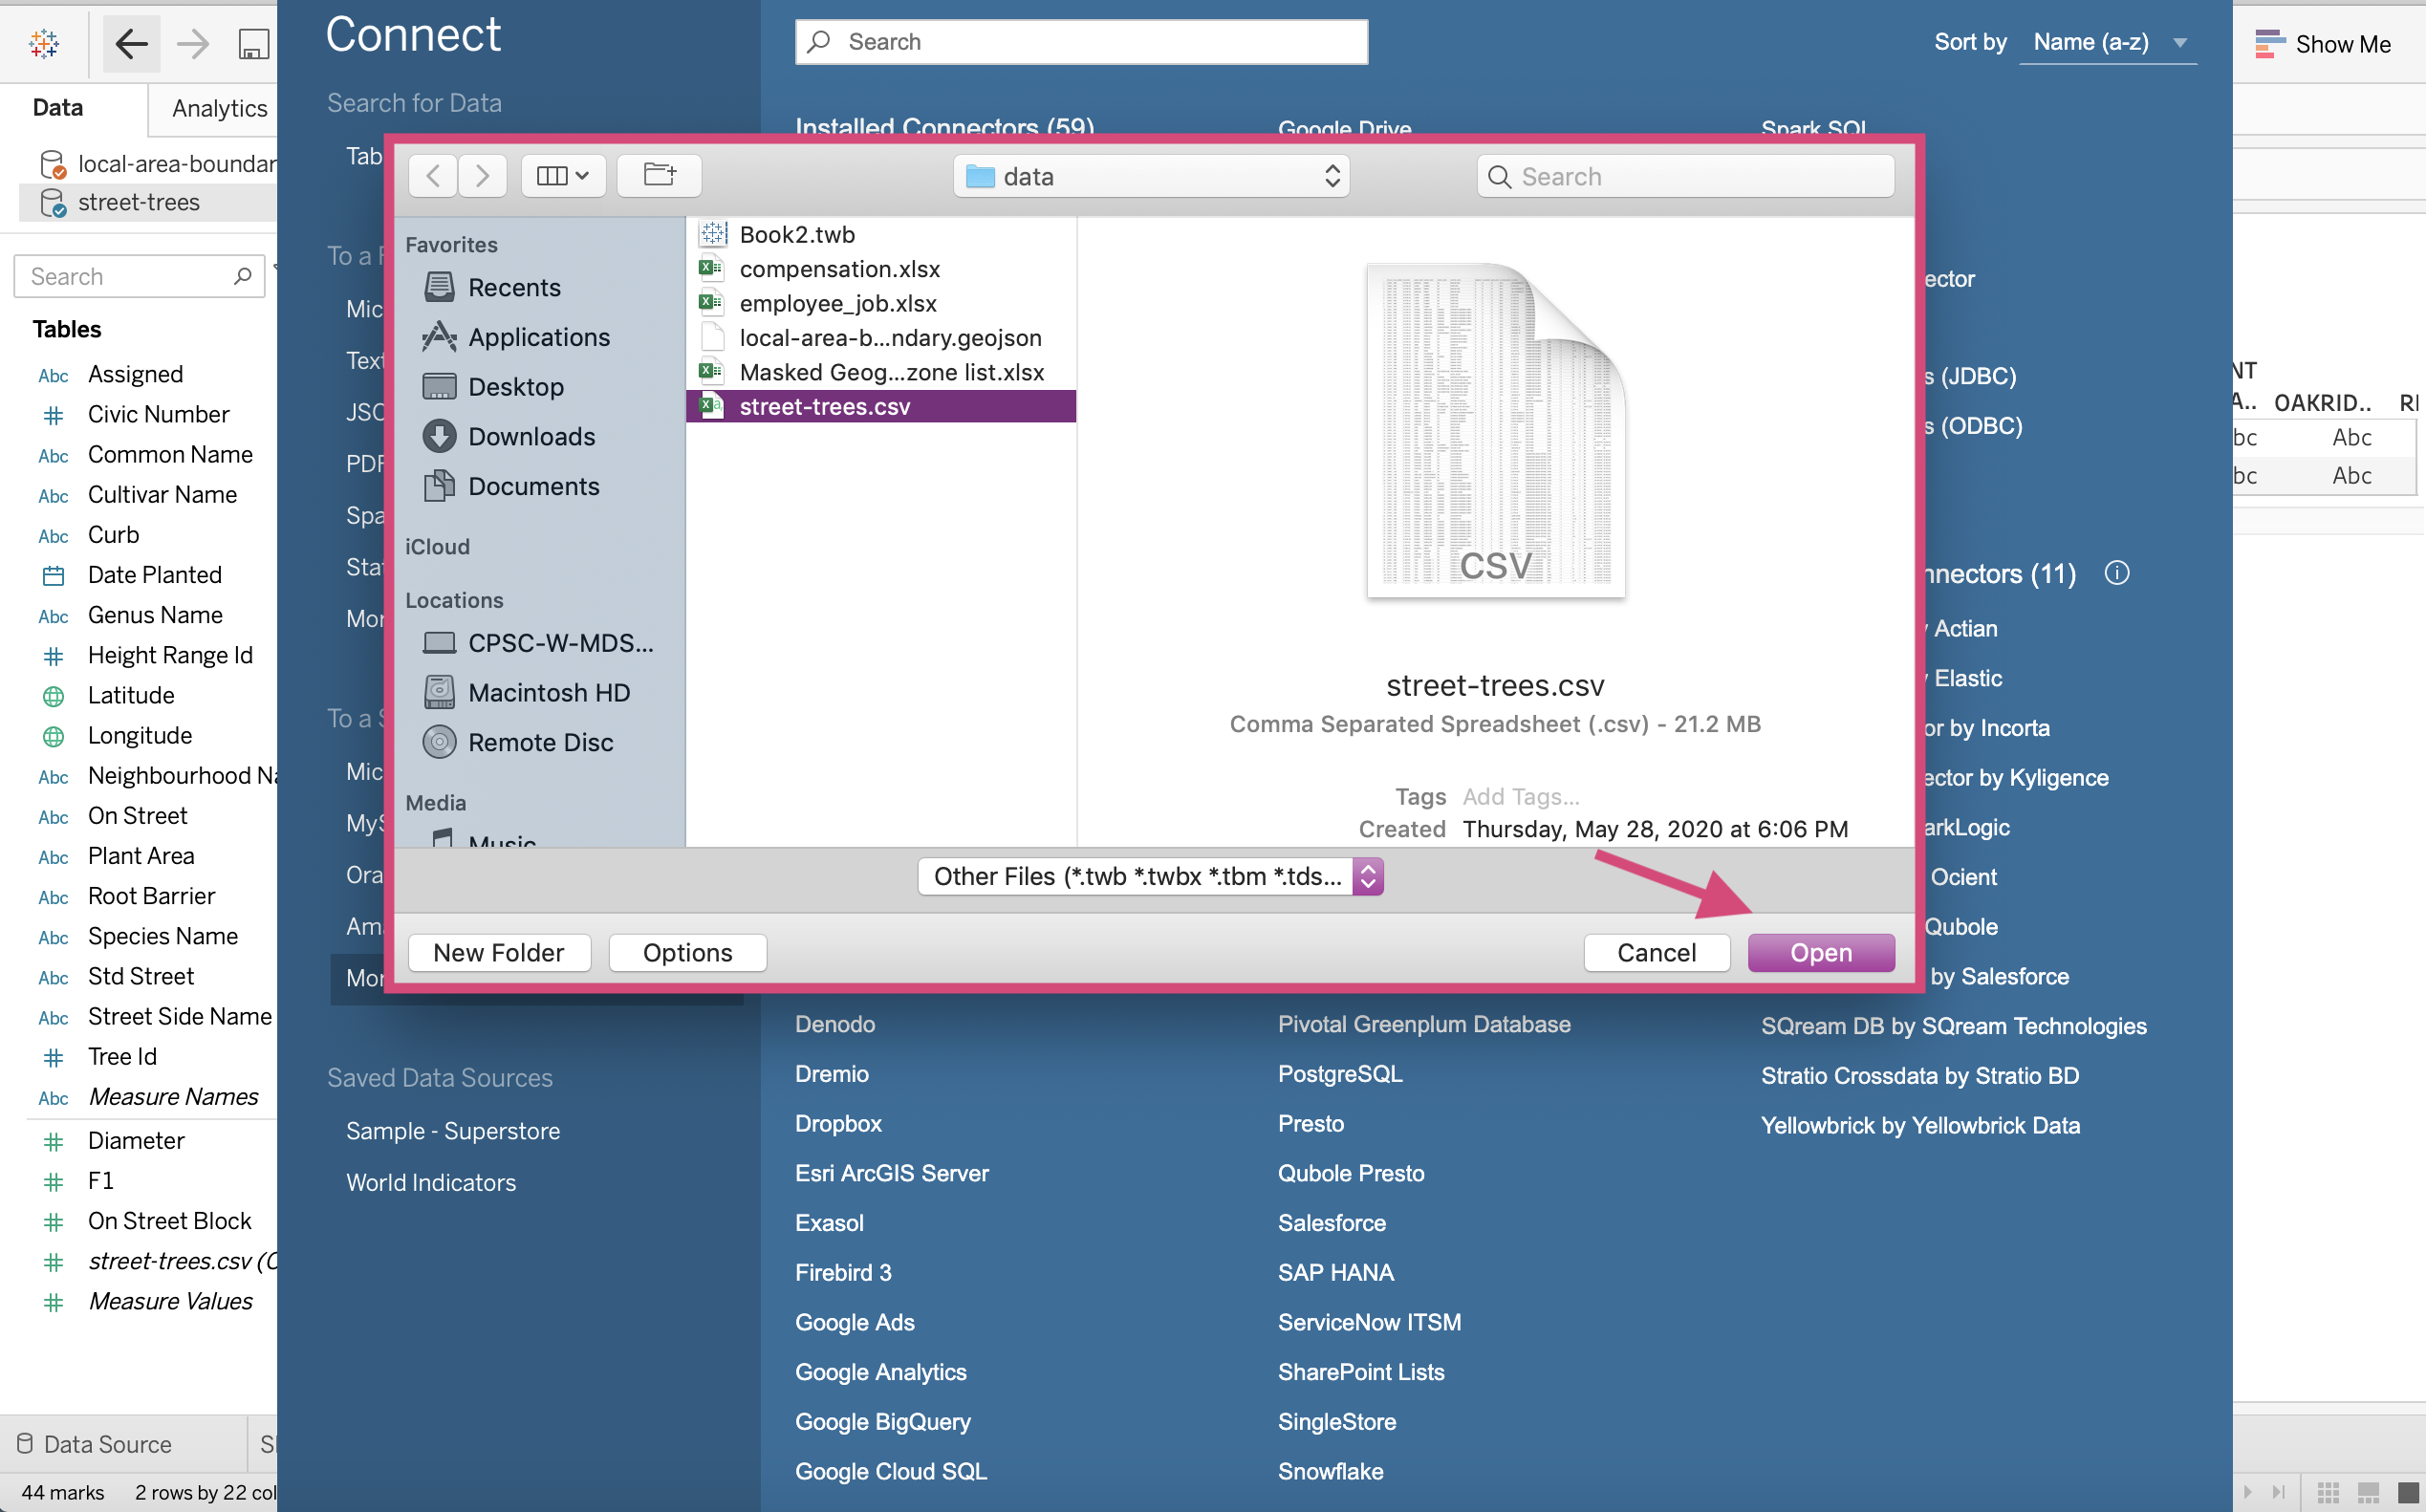 Connect
Search
Sort by Name (a-z)
Show Me
Data
Analytics
Search for Data
Installed Connectors (59)
Google Drive
Spark SQL
Tab
local-area-boundar
street-trees
Search
Tables
Abc Assigned
Civic Number
Abc Common Name
Abc Cultivar Name
Abc Curb
Date Planted
Abc Genus Name
Height Range Id
Latitude
Longitude
Abc Neighbourhood Na
Abc On Street
Abc Plant Area
Abc Root Barrier
Abc Species Name
Abc Std Street
Abc Street Side Name
Tree Id
Abc Measure Names
Diameter
F1
On Street Block
street-trees.csv (C
Measure Values
Data Source
44 marks 2 rows by 22 col
To a F
Mic
Text
JSO
PDF
Spa
Stat
Mor
To a S
Mic
MyS
Ora
Ama
Mor
Saved Data Sources
Sample - Superstore
World Indicators
data
Search
Favorites
Recents
Applications
Desktop
Downloads
Documents
iCloud
Locations
CPSC-W-MDS...
Macintosh HD
Remote Disc
Media
Music
Book2.twb
compensation.xlsx
employee_job.xlsx
local-area-b...ndary.geojson
Masked Geog...zone list.xlsx
street-trees.csv
CSV
street-trees.csv
Comma Separated Spreadsheet (.csv) - 21.2 MB
Tags Add Tags...
Created Thursday, May 28, 2020 at 6:06 PM
Other Files (*.twb *.twbx *.tbm *.tds...
New Folder
Options
Cancel
Open
Denodo
Dremio
Dropbox
Esri ArcGIS Server
Exasol
Firebird 3
Google Ads
Google Analytics
Google BigQuery
Google Cloud SQL
Pivotal Greenplum Database
PostgreSQL
Presto
Qubole Presto
Salesforce
SAP HANA
ServiceNow ITSM
SharePoint Lists
SingleStore
Snowflake
ector
s (JDBC)
s (ODBC)
nnectors (11)
Actian
Elastic
or by Incorta
ector by Kyligence
arkLogic
Ocient
Qubole
by Salesforce
SQream DB by SQream Technologies
Stratio Crossdata by Stratio BD
Yellowbrick by Yellowbrick Data
NT
A.. OAKRID.. RI
bc Abc
bc Abc